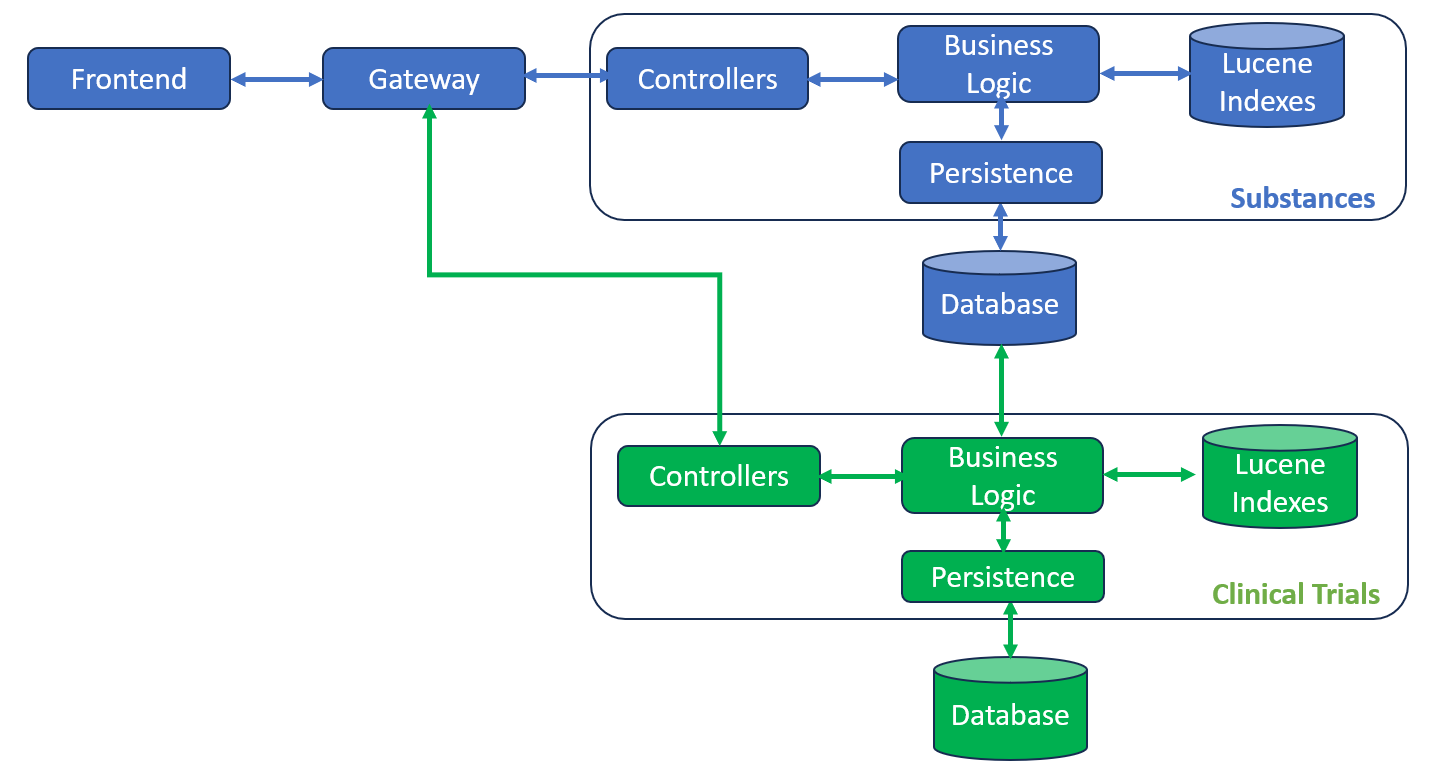 Frontend
Gateway
Controllers
Business
Logic
Lucene
Indexes
Persistence
Substances
Database
Controllers
Business
Logic
Lucene
Indexes
Persistence
Clinical Trials
Database